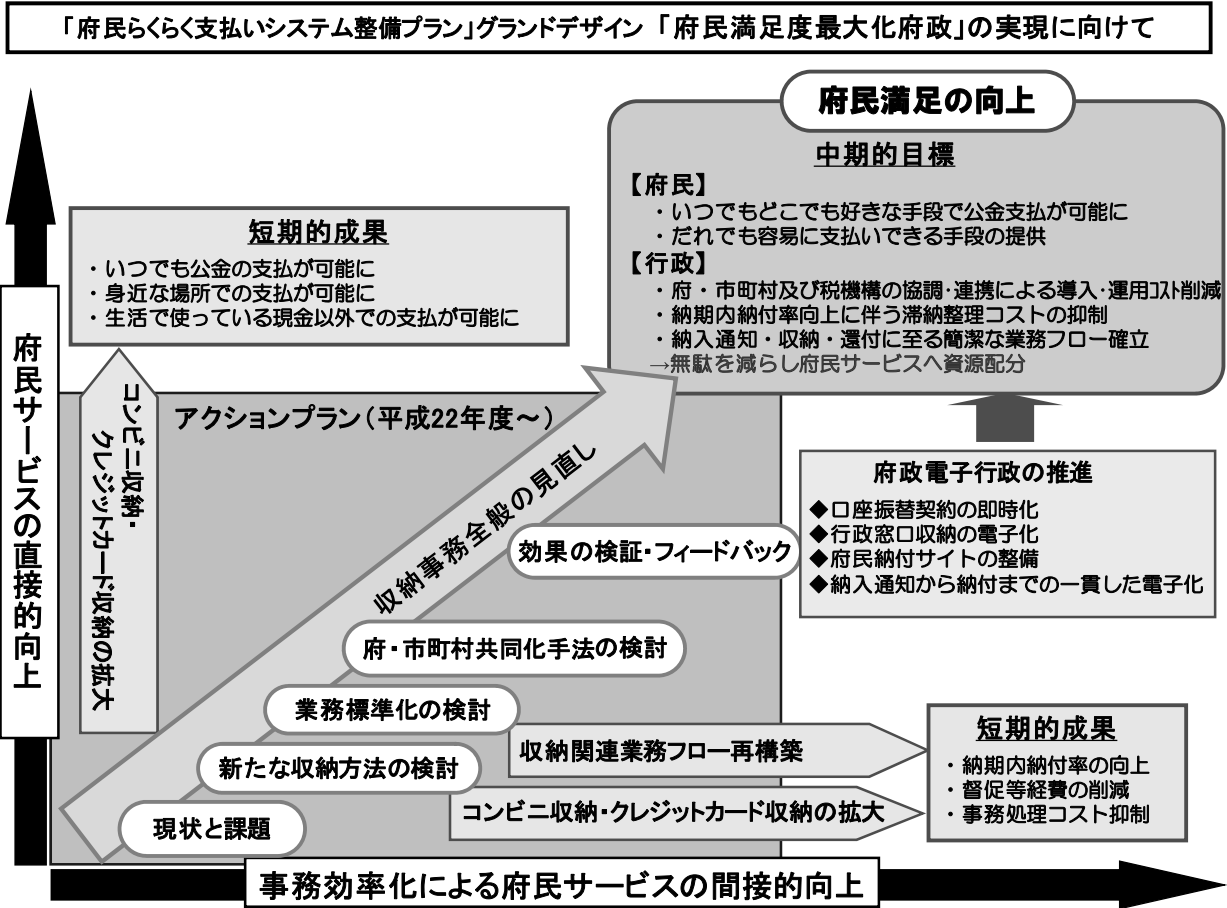 「府民らくらく支払いシステム整備プラン」グランドデザイン 「府民満足度最大化府政」の実現に向けて
府民満足の向上
中期的目標
【府民】
・いつでもどこでも好きな手段で公金支払が可能に
・だれでも容易に支払いできる手段の提供
【行政】
・府・市町村及び税機構の協調・連携による導入・運用コスト削減
・納期内納付率向上に伴う滞納整理コストの抑制
・納入通知・収納・還付に至る簡潔な業務フロー確立
→無駄を減らし府民サービスへ資源配分
短期的成果
・いつでも公金の支払が可能に
・身近な場所での支払が可能に
・生活で使っている現金以外での支払が可能に
府民サービスの直接的向上
コンビニ収納・
クレジットカード収納の拡大
アクションプラン(平成22年度~)
収納事務全般の見直し
府政電子行政の推進
◆口座振替契約の即時化
◆行政窓口収納の電子化
◆府民納付サイトの整備
◆納入通知から納付までの一貫した電子化
効果の検証・フィードバック
府・市町村共同化手法の検討
業務標準化の検討
新たな収納方法の検討
現状と課題
収納関連業務フロー再構築
コンビニ収納・クレジットカード収納の拡大
短期的成果
・納期内納付率の向上
・督促等経費の削減
・事務処理コスト抑制
事務効率化による府民サービスの間接的向上